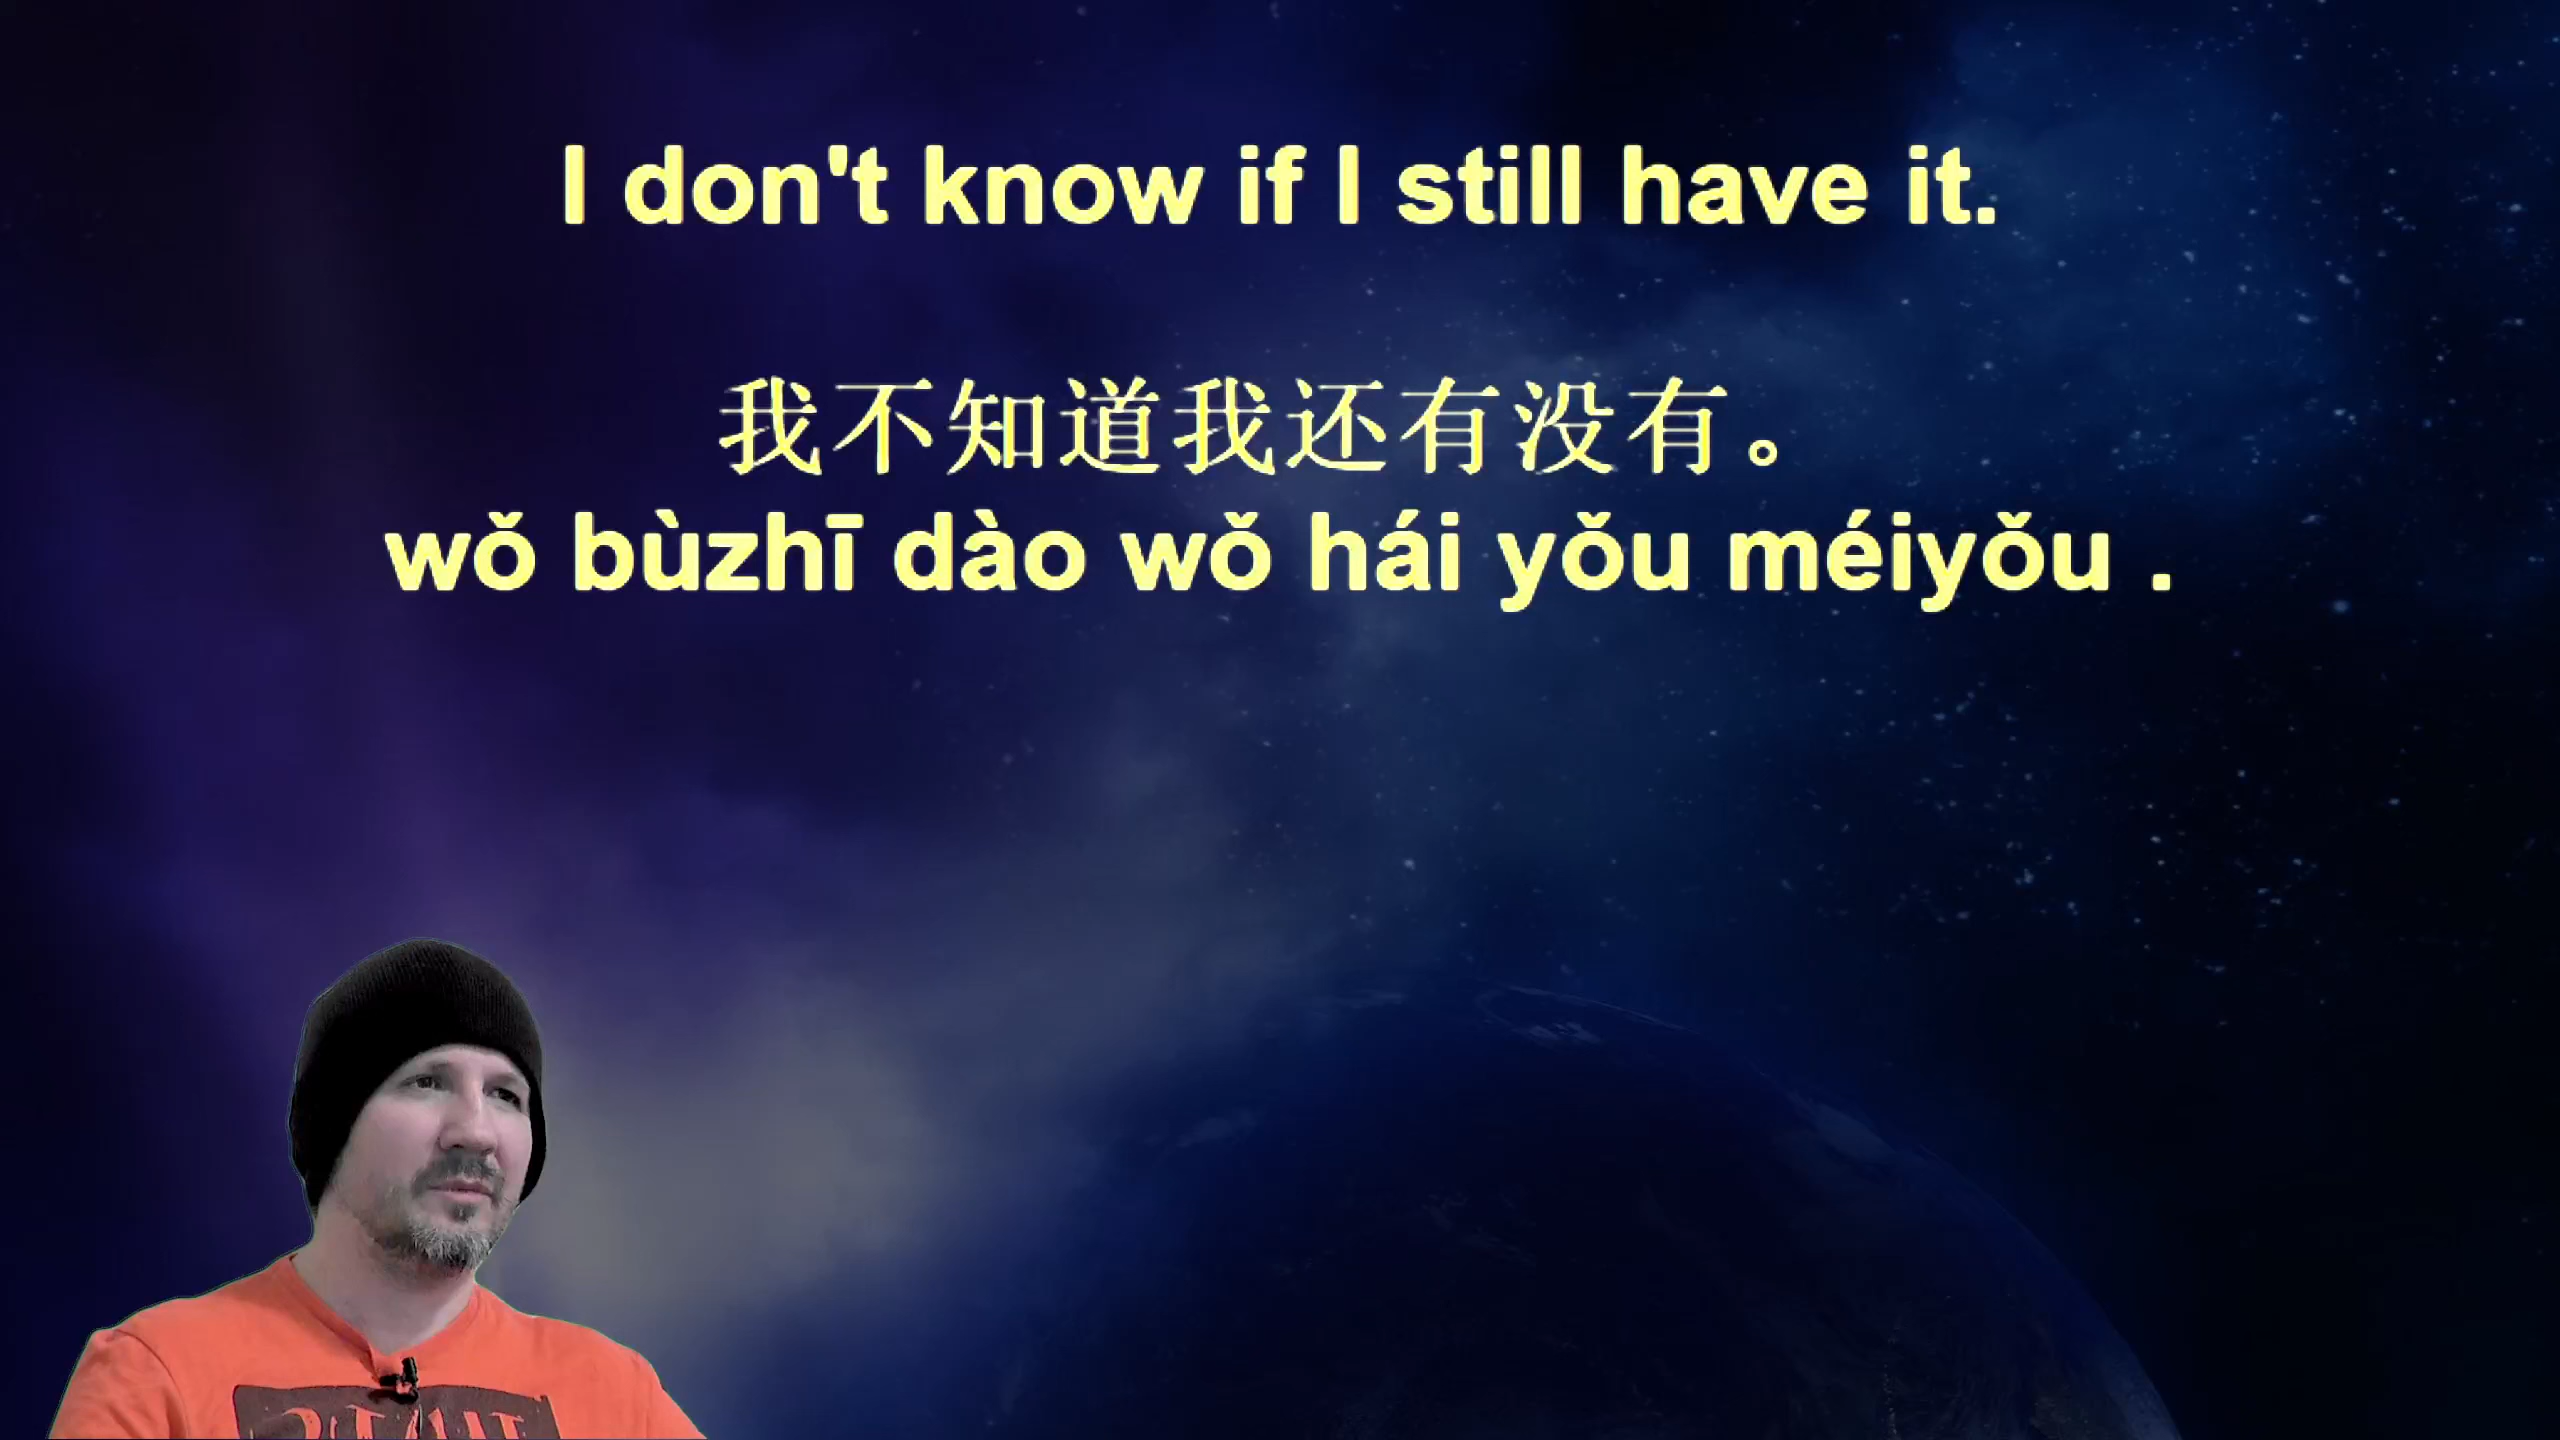 I don't know if I still have it.
我不知道我还有没有。
wǒ bùzhī dào wǒ hái yǒu méiyǒu .